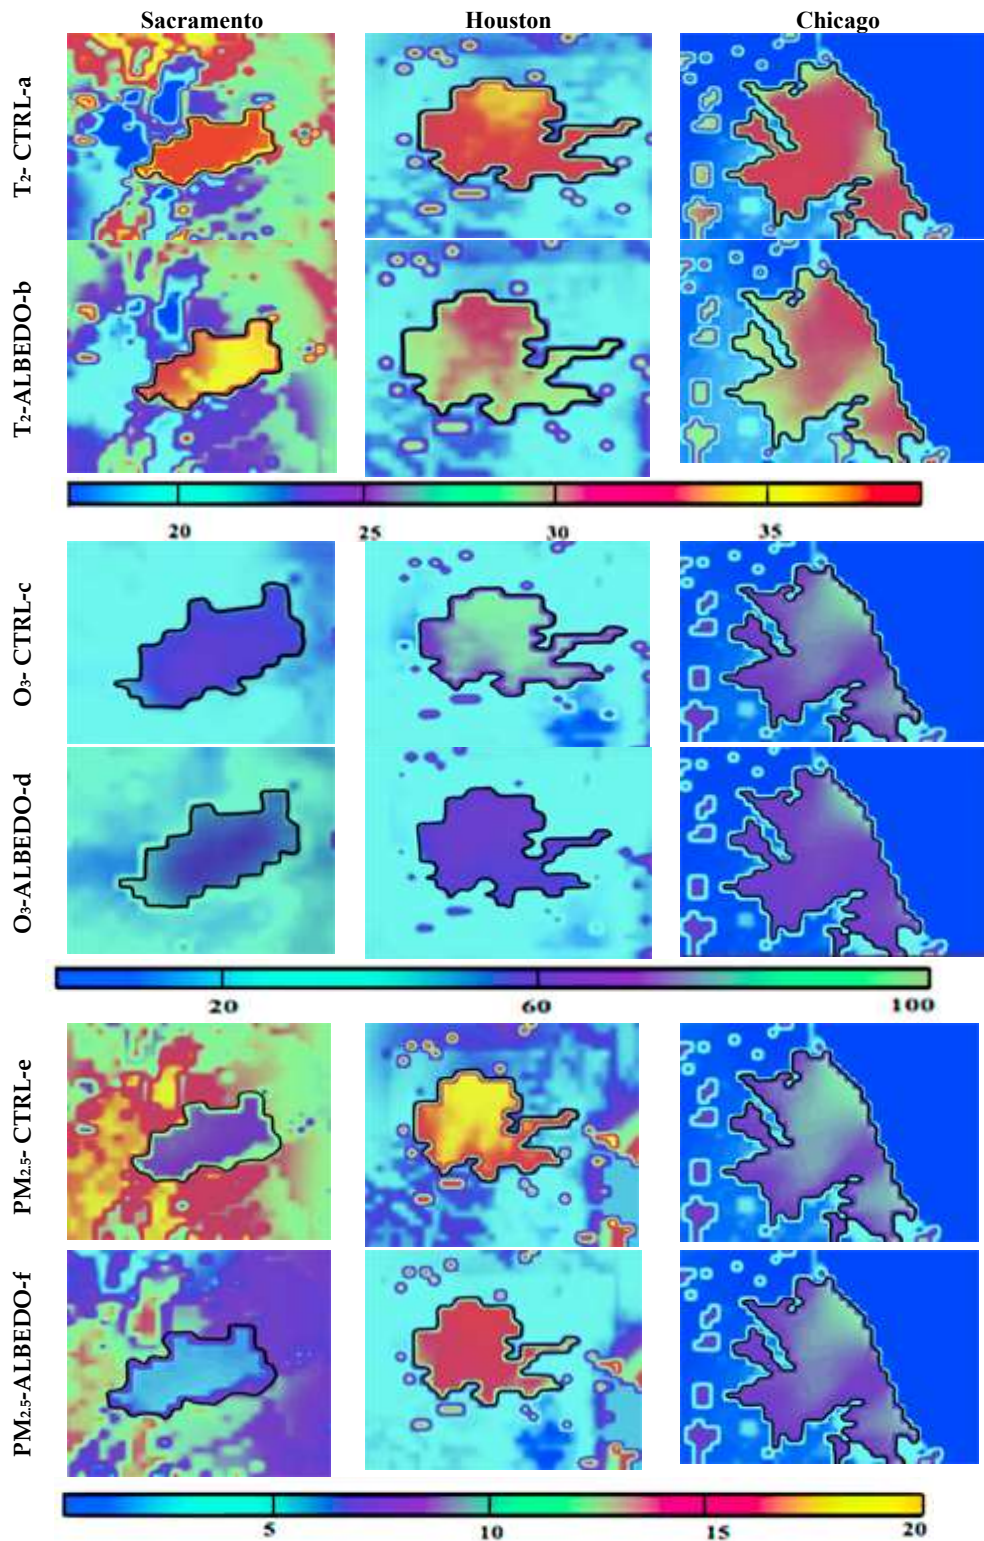 Sacramento Houston Chicago
T2- CTRL-a
T2-ALBEDO-b
20 25 30 35
O3- CTRL-c
O3-ALBEDO-d
20 60 100
PM2.5- CTRL-e
PM2.5-ALBEDO-f
5 10 15 20